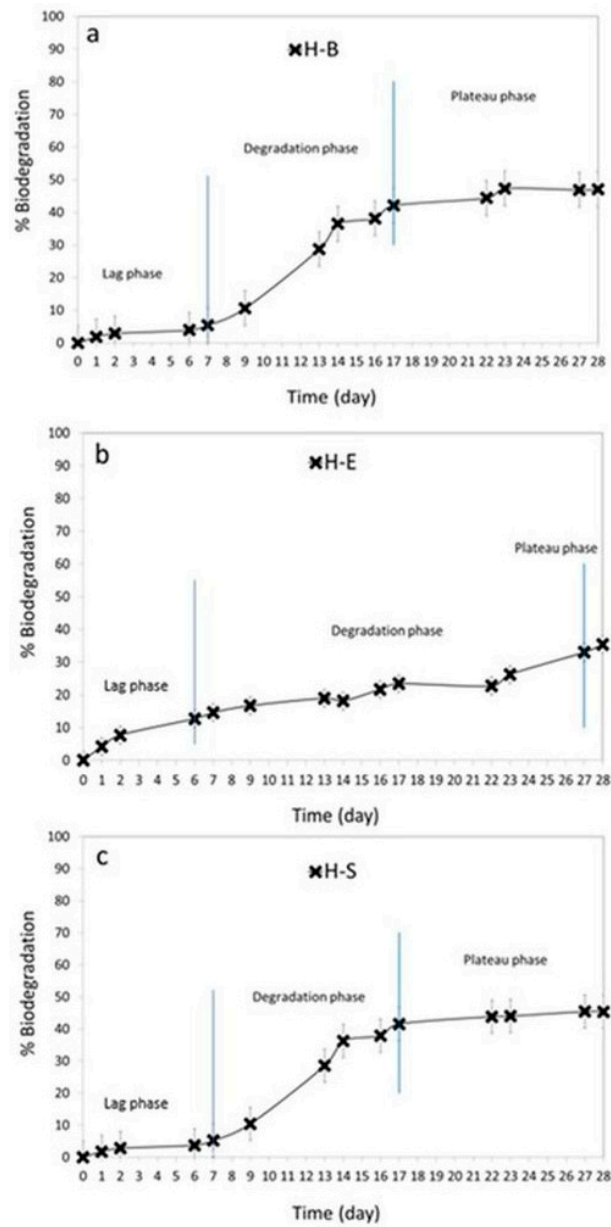 a
H-B
100
90
80
70
60
50
40
30
20
10
0
% Biodegradation
Lag phase
Degradation phase
Plateau phase
0 1 2 3 4 5 6 7 8 9 10 11 12 13 14 15 16 17 18 19 20 21 22 23 24 25 26 27 28
Time (day)
b
H-E
100
90
80
70
60
50
40
30
20
10
0
% Biodegradation
Lag phase
Degradation phase
Plateau phase
0 1 2 3 4 5 6 7 8 9 10 11 12 13 14 15 16 17 18 19 20 21 22 23 24 25 26 27 28
Time (day)
c
H-S
100
90
80
70
60
50
40
30
20
10
0
% Biodegradation
Lag phase
Degradation phase
Plateau phase
0 1 2 3 4 5 6 7 8 9 10 11 12 13 14 15 16 17 18 19 20 21 22 23 24 25 26 27 28
Time (day)